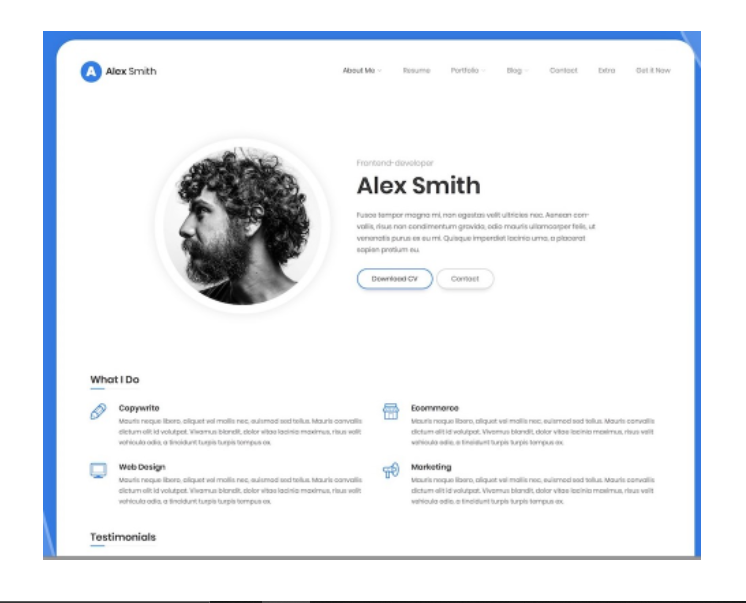 A Alex Smith
About Me Resume Portfolio Blog Contact Extra Get it Now
Frontend-developer
Alex Smith
Fusce tempor magna mi, non egestas velit ultricies nec. Aenean con-
vallis, risus non condimentum gravida, odio mauris ullamcorper felis, ut
venenatis purus ex eu mi. Quisque imperdiet lacinia urna, a placerat
sapien pretium eu.
Download CV Contact
What I Do
Copywrite
Mauris neque libero, aliquet vel mollis nec, euismod sed tellus. Mauris convallis
dictum elit id volutpat. Vivamus blandit, dolor vitae lacinia maximus, risus velit
vehicula odio, a tincidunt turpis turpis tempus ex.
Ecommerce
Mauris neque libero, aliquet vel mollis nec, euismod sed tellus. Mauris convallis
dictum elit id volutpat. Vivamus blandit, dolor vitae lacinia maximus, risus velit
vehicula odio, a tincidunt turpis turpis tempus ex.
Web Design
Mauris neque libero, aliquet vel mollis nec, euismod sed tellus. Mauris convallis
dictum elit id volutpat. Vivamus blandit, dolor vitae lacinia maximus, risus velit
vehicula odio, a tincidunt turpis turpis tempus ex.
Marketing
Mauris neque libero, aliquet vel mollis nec, euismod sed tellus. Mauris convallis
dictum elit id volutpat. Vivamus blandit, dolor vitae lacinia maximus, risus velit
vehicula odio, a tincidunt turpis turpis tempus ex.
Testimonials